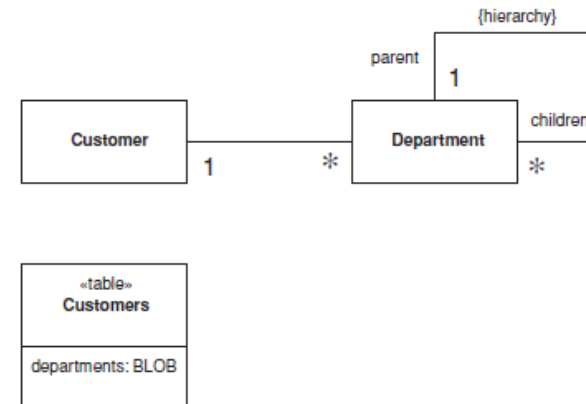 {hierarchy}
parent
1
Customer
Department
children
1
*
*
«table»
Customers
departments: BLOB